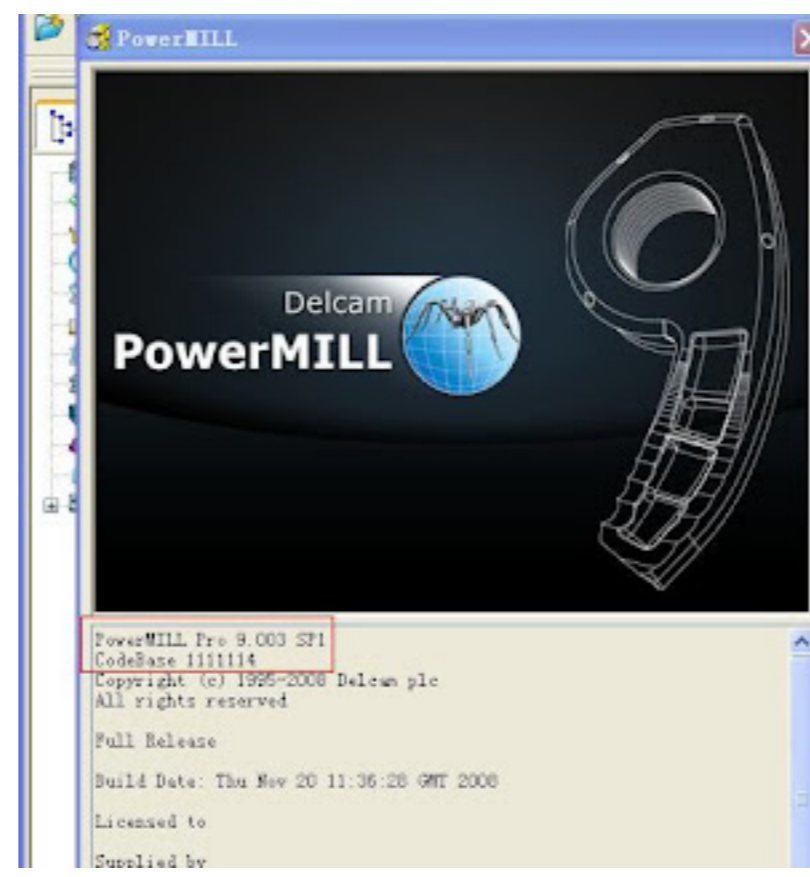 PowerMILL
Delcam
PowerMILL
PowerMILL Pro 9.003 SP1
CodeBase 1111114
Copyright (c) 1995-2008 Delcam plc
All rights reserved
Full Release
Build Date: Thu Nov 20 11:36:28 GMT 2008
Licensed to
Supplied by